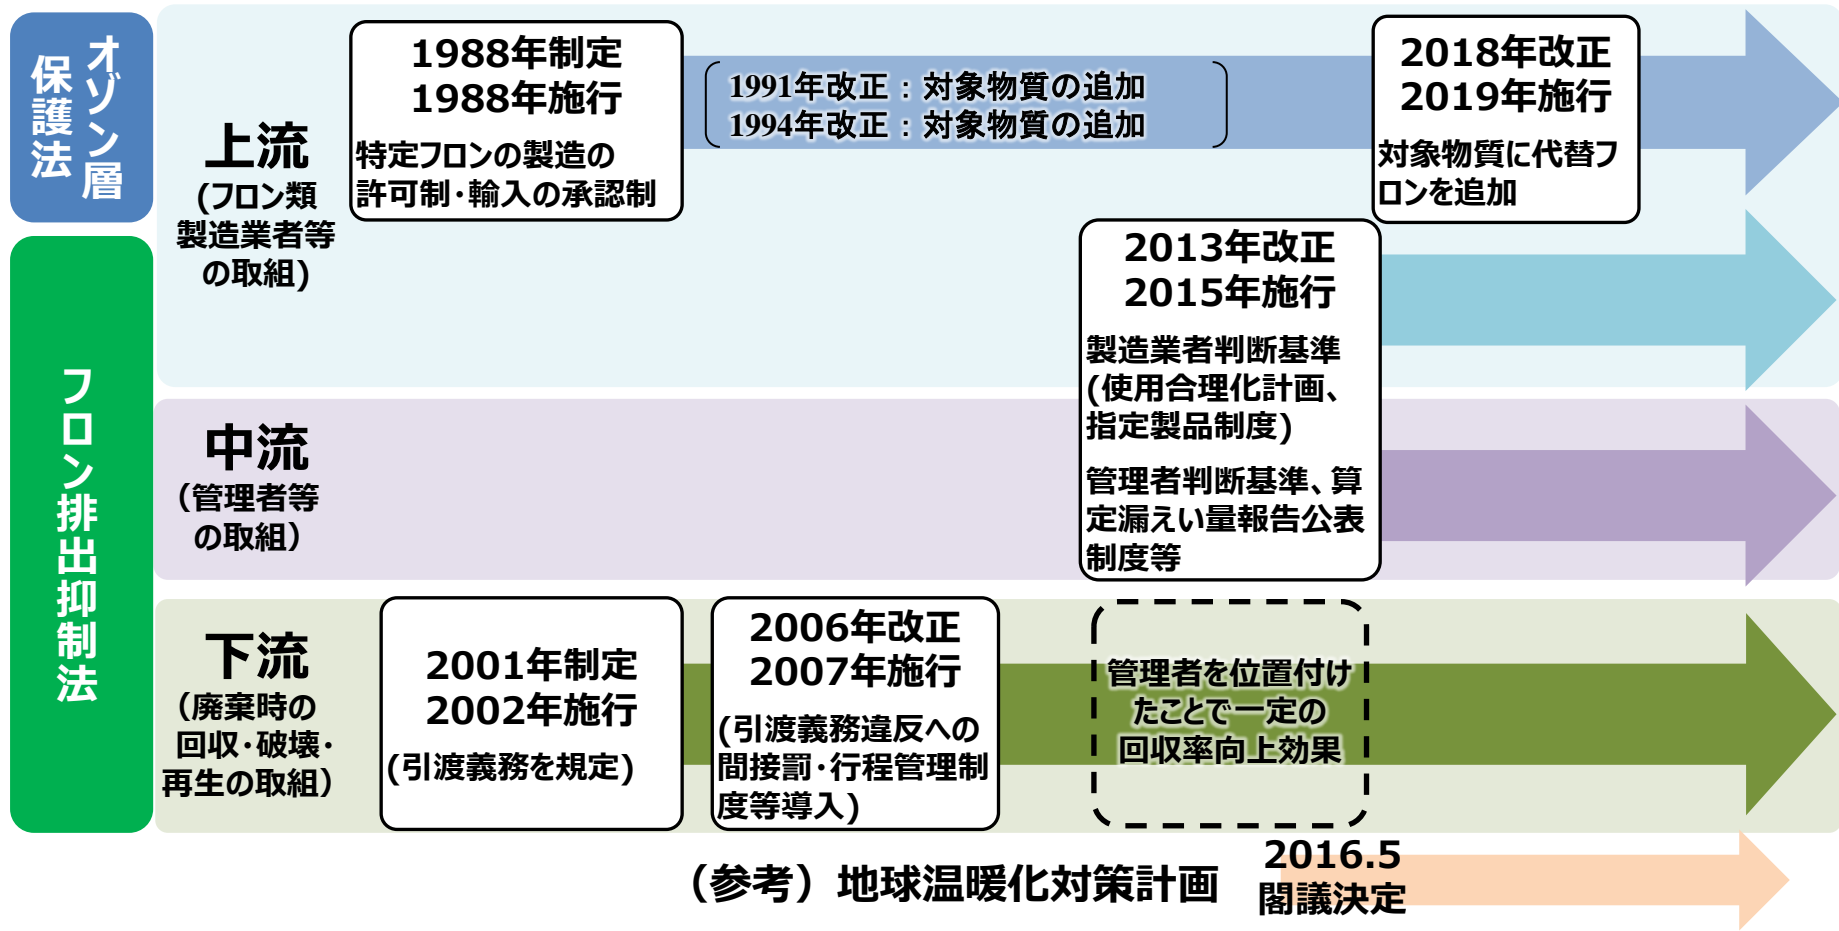 オゾン層
保護法
フロン排出抑制法
上流
(フロン類
製造業者等
の取組)
1988年制定
1988年施行
特定フロンの製造の
許可制・輸入の承認制
1991年改正：対象物質の追加
1994年改正：対象物質の追加
2018年改正
2019年施行
対象物質に代替フ
ロンを追加
2013年改正
2015年施行
製造業者判断基準
(使用合理化計画、
指定製品制度)
管理者判断基準、算
定漏えい量報告公表
制度等
中流
（管理者等
の取組）
下流
（廃棄時の
回収・破壊・
再生の取組）
2001年制定
2002年施行
(引渡義務を規定)
2006年改正
2007年施行
(引渡義務違反への
間接罰・行程管理制
度等導入)
管理者を位置付け
たことで一定の
回収率向上効果
（参考）地球温暖化対策計画
2016.5
閣議決定